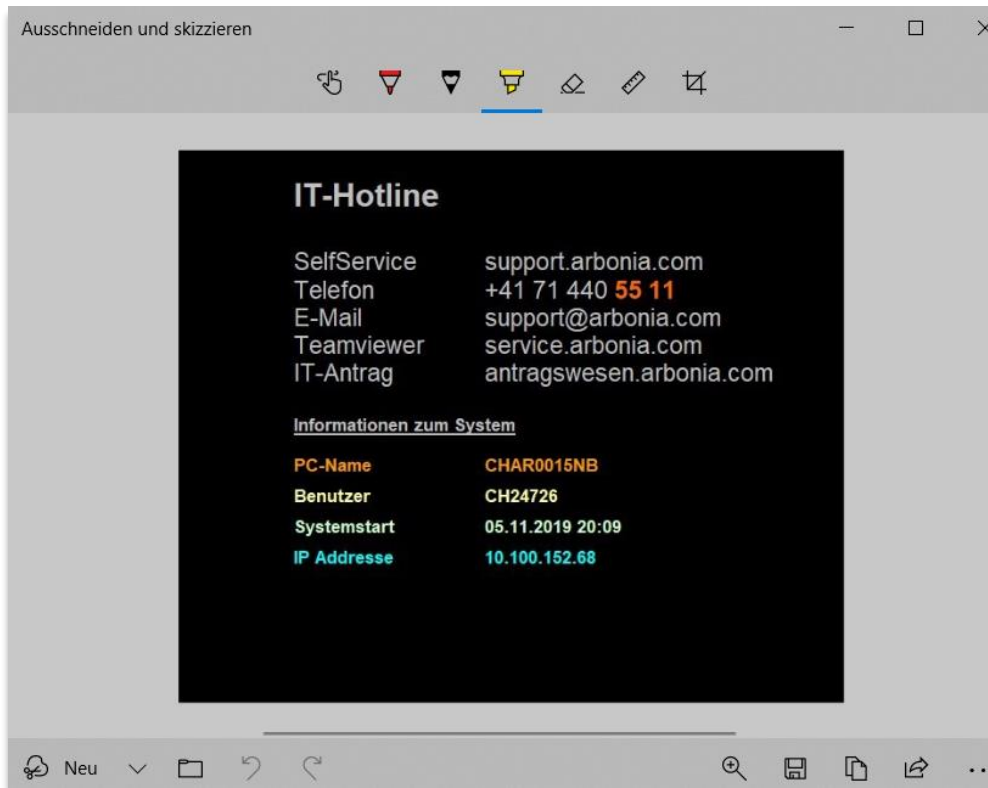 Ausschneiden und skizzieren
IT-Hotline
SelfService support.arbonia.com
Telefon +41 71 440 55 11
E-Mail support@arbonia.com
Teamviewer service.arbonia.com
IT-Antrag antragswesen.arbonia.com
Informationen zum System
PC-Name CHAR0015NB
Benutzer CH24726
Systemstart 05.11.2019 20:09
IP Addresse 10.100.152.68
Neu